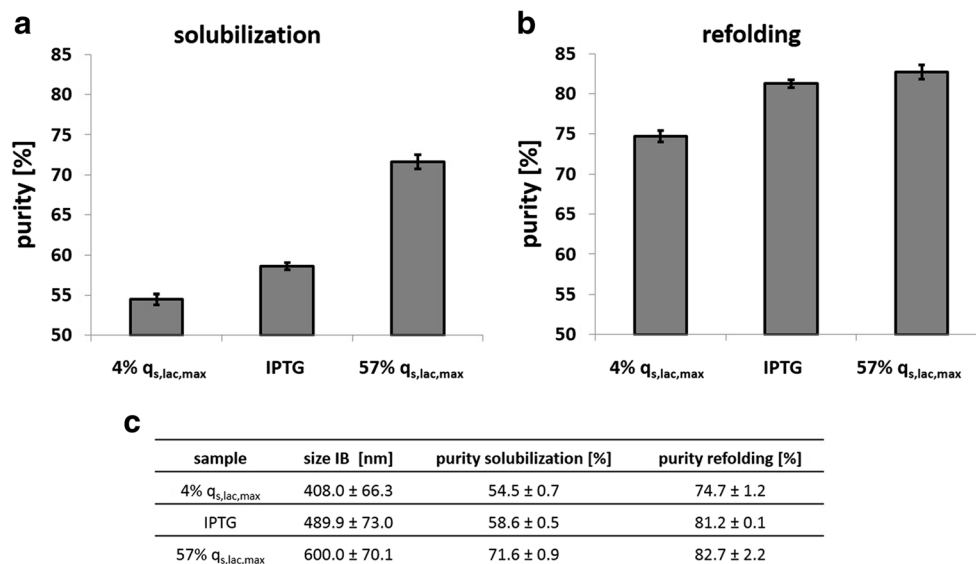 a
solubilization
85
80
75
70
65
60
55
50
purity [%]
4% qs,lac,max IPTG 57% qs,lac,max
b
refolding
85
80
75
70
65
60
55
50
purity [%]
4% qs,lac,max IPTG 57% qs,lac,max
c
sample size IB [nm] purity solubilization [%] purity refolding [%]
4% qs,lac,max 408.0 ± 66.3 54.5 ± 0.7 74.7 ± 1.2
IPTG 489.9 ± 73.0 58.6 ± 0.5 81.2 ± 0.1
57% qs,lac,max 600.0 ± 70.1 71.6 ± 0.9 82.7 ± 2.2